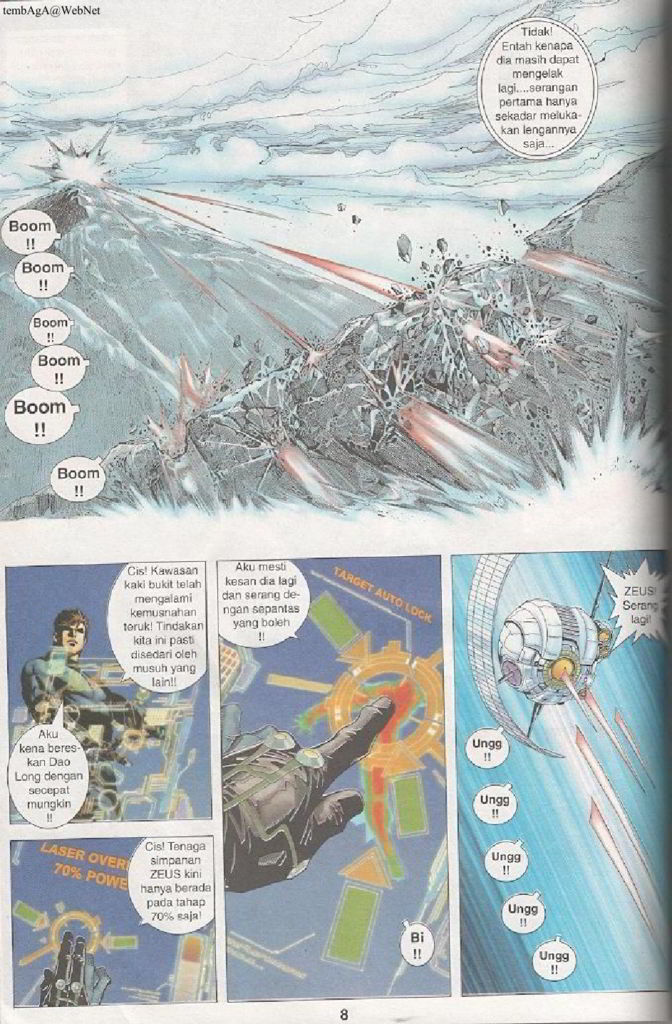 tembAgA@WebNet
Tidak!
Entah kenapa
dia masih dapat
mengelak
lagi....serangan
pertama hanya
sekadar meluka-
kan lengannya
saja...
Boom
!!
Boom
!!
Boom
!!
Boom
!!
Boom
!!
Boom
!!
Cis! Kawasan
kaki bukit telah
mengalami
kemusnahan
teruk! Tindakan
kita ini pasti
disedari oleh
musuh yang
lain!!
Aku
kena beres-
kan Dao
Long dengan
secepat
mungkin
!!
LASER OVER
70% POWE
Cis! Tenaga
simpanan
ZEUS kini
hanya berada
pada tahap
70% saja!
Aku mesti
kesan dia lagi
dan serang de-
ngan sepantas
yang boleh
!!
TARGET AUTO LOCK
Bi
!!
ZEUS!
Serang
lagi!
Ungg
!!
Ungg
!!
Ungg
!!
Ungg
!!
Ungg
!!
8